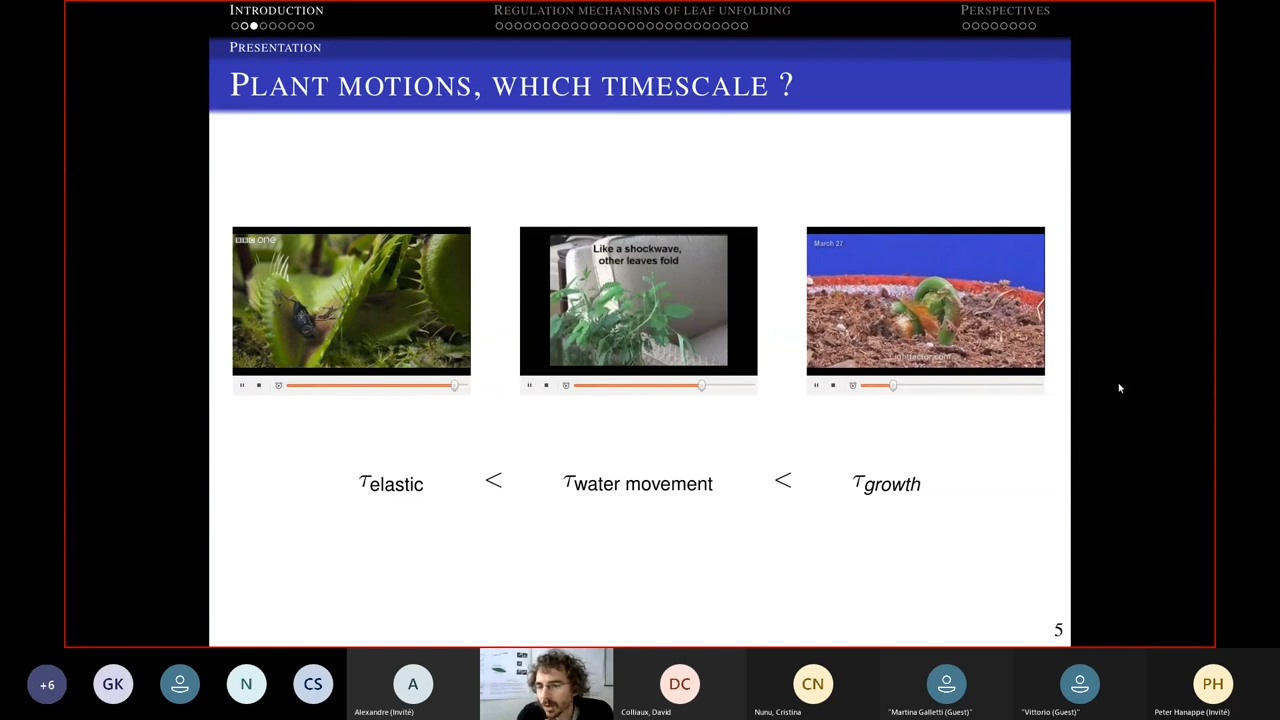 INTRODUCTION
REGULATION MECHANISMS OF LEAF UNFOLDING
PERSPECTIVES
PRESENTATION
PLANT MOTIONS, WHICH TIMESCALE ?
BBC one
Like a shockwave,
other leaves fold
March 27
τelastic < τwater movement < τgrowth
5
+6
GK
N
CS
A
DC
CN
PH
Alexandre (Invité)
Colliaux, David
Nunu, Cristina
"Martina Galletti (Guest)"
"Vittorio (Guest)"
Peter Hanappe (Invité)